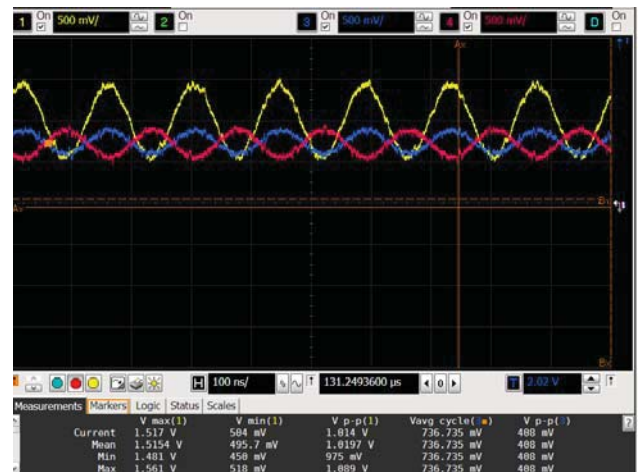 1 On 500 mV/ 2 On 3 On 500 mV/ 4 On 500 mV/ D On
Ax
Ax
Bx
H 100 ns/ 131.2493600 µs 0 T 2.02 V
Measurements Markers Logic Status Scales ?
V max(1) V min(1) V p-p(1) Vavg cycle( ) V p-p( )
Current 1.517 V 504 mV 1.014 V 736.735 mV 408 mV
Mean 1.5154 V 495.7 mV 1.0197 V 736.735 mV 408 mV
Min 1.481 V 450 mV 975 mV 736.735 mV 408 mV
Max 1.561 V 518 mV 1.089 V 736.735 mV 408 mV